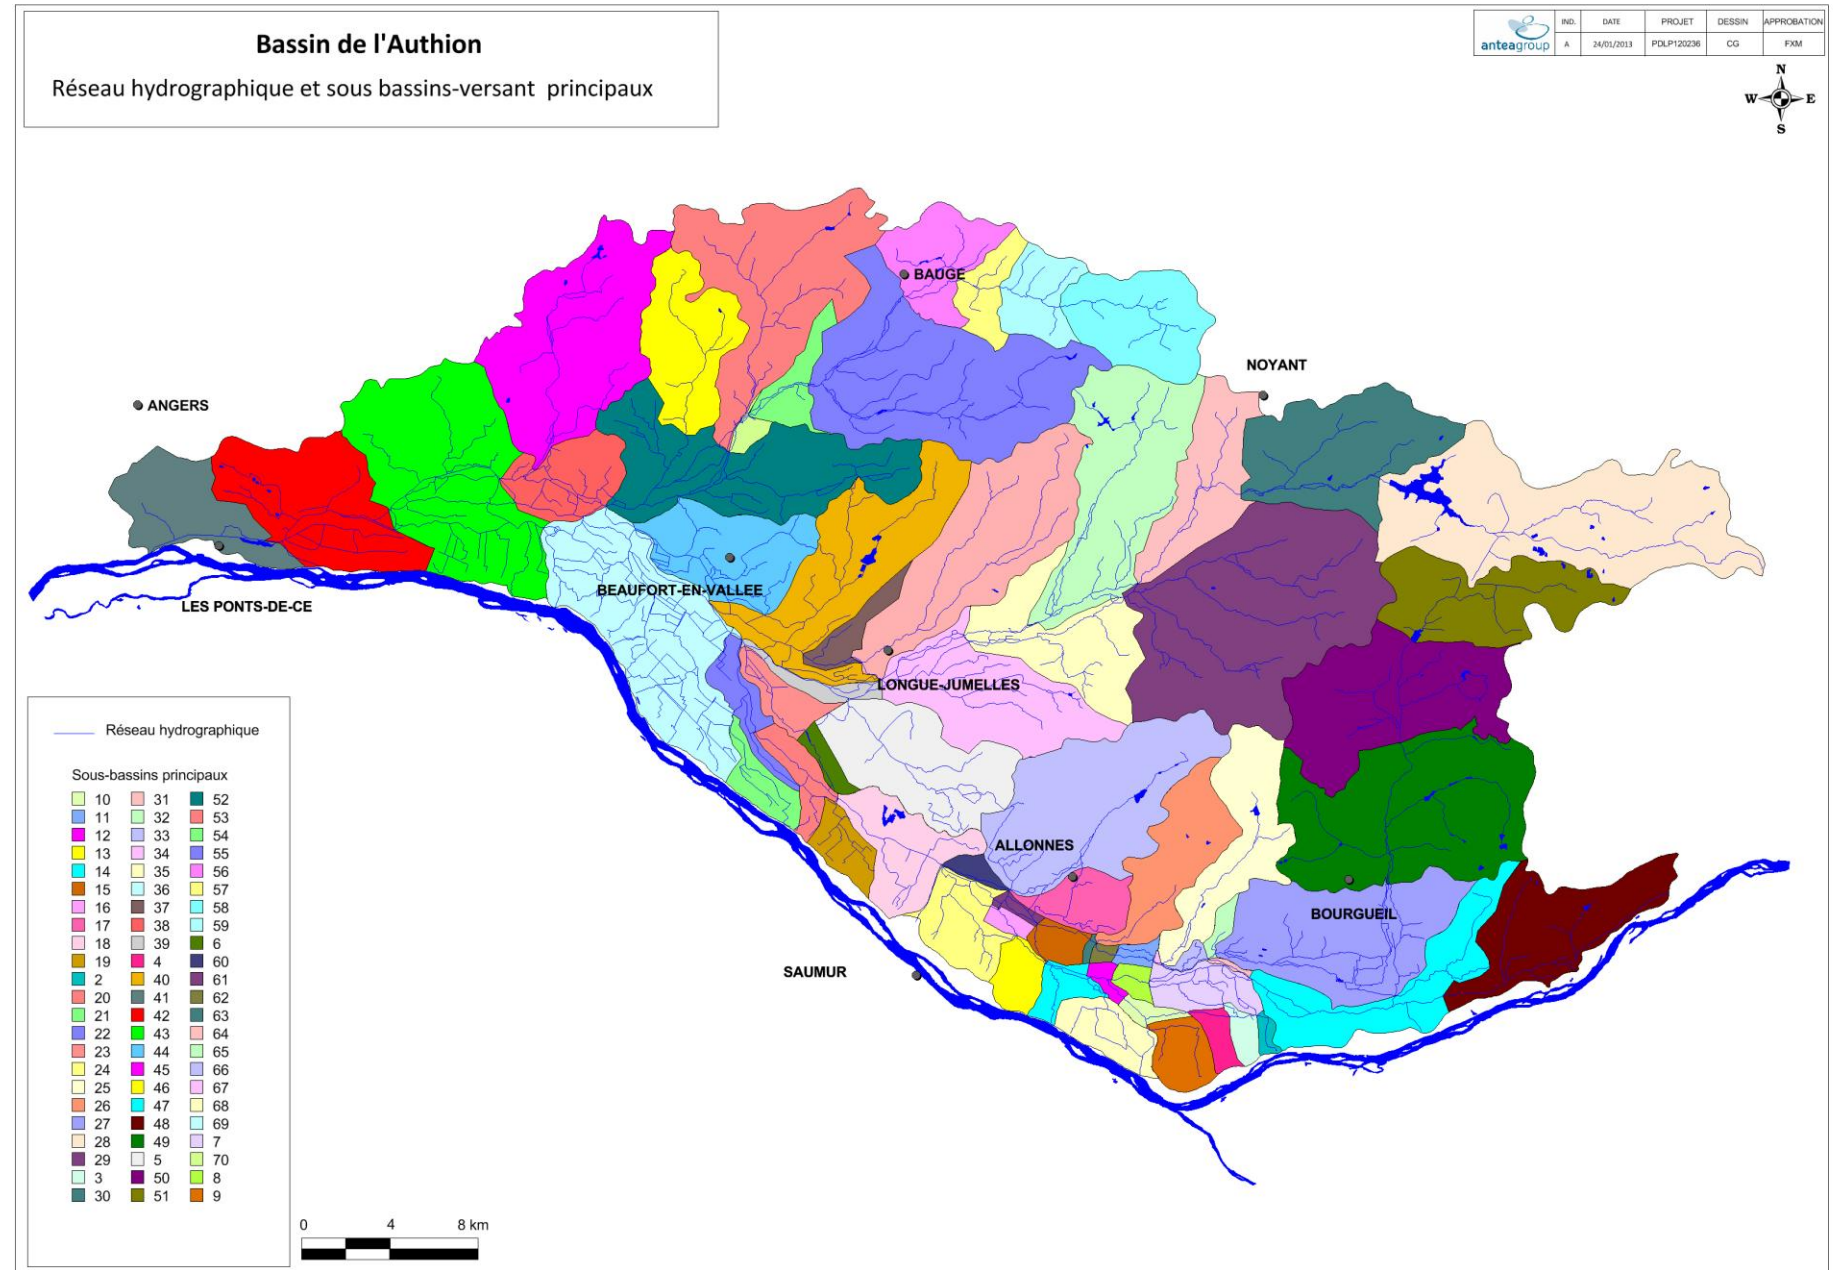 Bassin de l'Authion
Réseau hydrographique et sous bassins-versant principaux
anteagroup
IND. DATE PROJET DESSIN APPROBATION
A 24/01/2013 PDLP120236 CG FXM
N
W E
S
BAUGE
NOYANT
ANGERS
BEAUFORT-EN-VALLEE
LES PONTS-DE-CE
LONGUE-JUMELLES
ALLONNES
BOURGUEIL
SAUMUR
Réseau hydrographique
Sous-bassins principaux
10 31 52
11 32 53
12 33 54
13 34 55
14 35 56
15 36 57
16 37 58
17 38 59
18 39 6
19 4 60
2 40 61
20 41 62
21 42 63
22 43 64
23 44 65
24 45 66
25 46 67
26 47 68
27 48 69
28 49 7
29 5 70
3 50 8
30 51 9
0 4 8 km